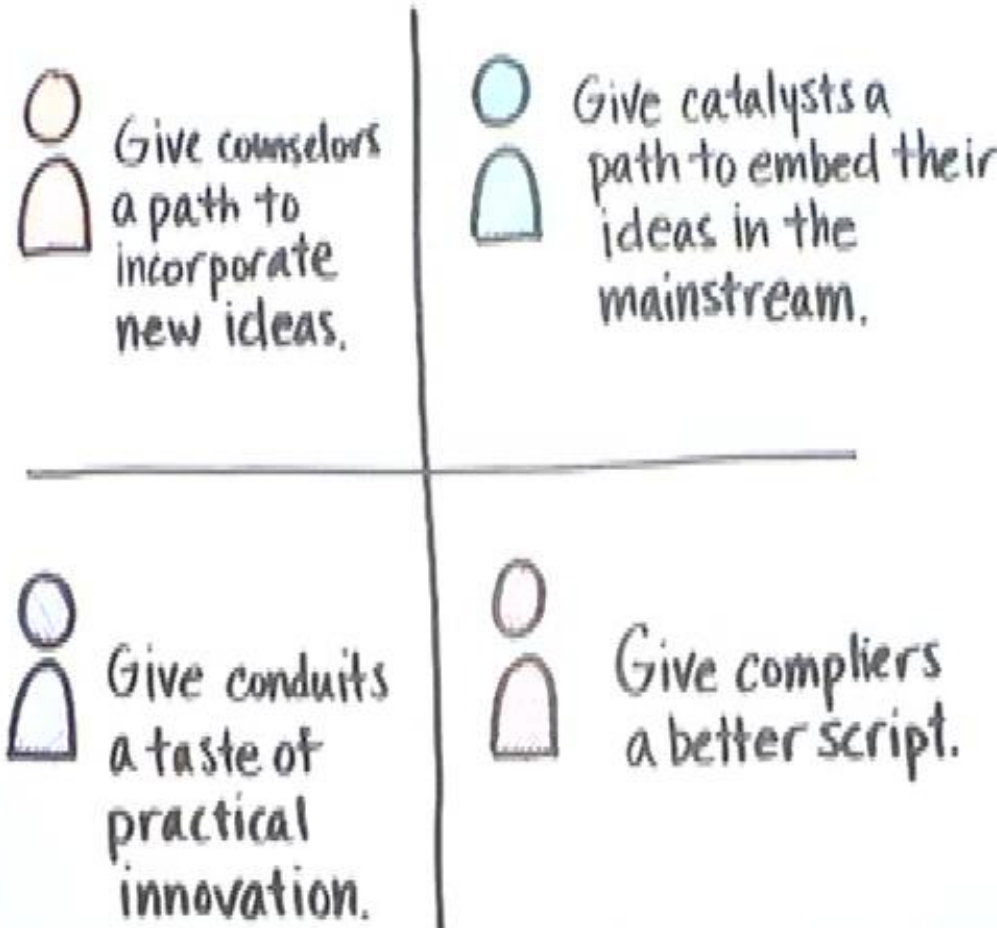 Give counselors
a path to
incorporate
new ideas.
Give catalysts a
path to embed their
ideas in the
mainstream.
Give conduits
a taste of
practical
innovation.
Give compliers
a better script.